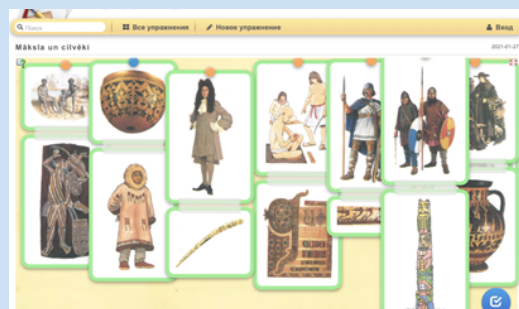 Поиск
Все упражнения
Новое упражнение
Вход
Māksla un cilvēki
2021-01-27